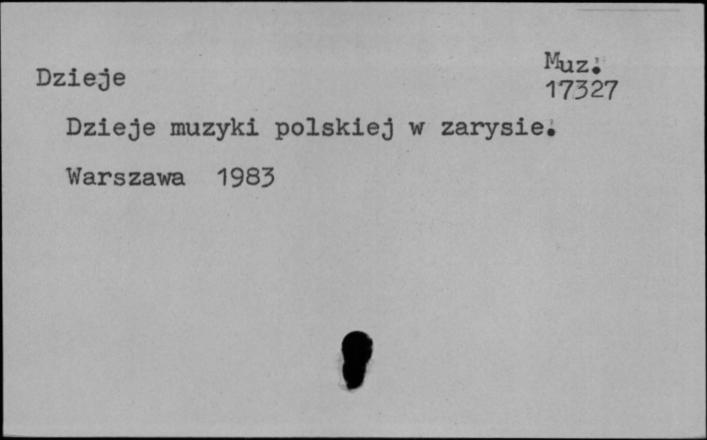 Muz.
Dzieje
17327
Dzieje muzyki polskiej w zarysie.
Warszawa 1983